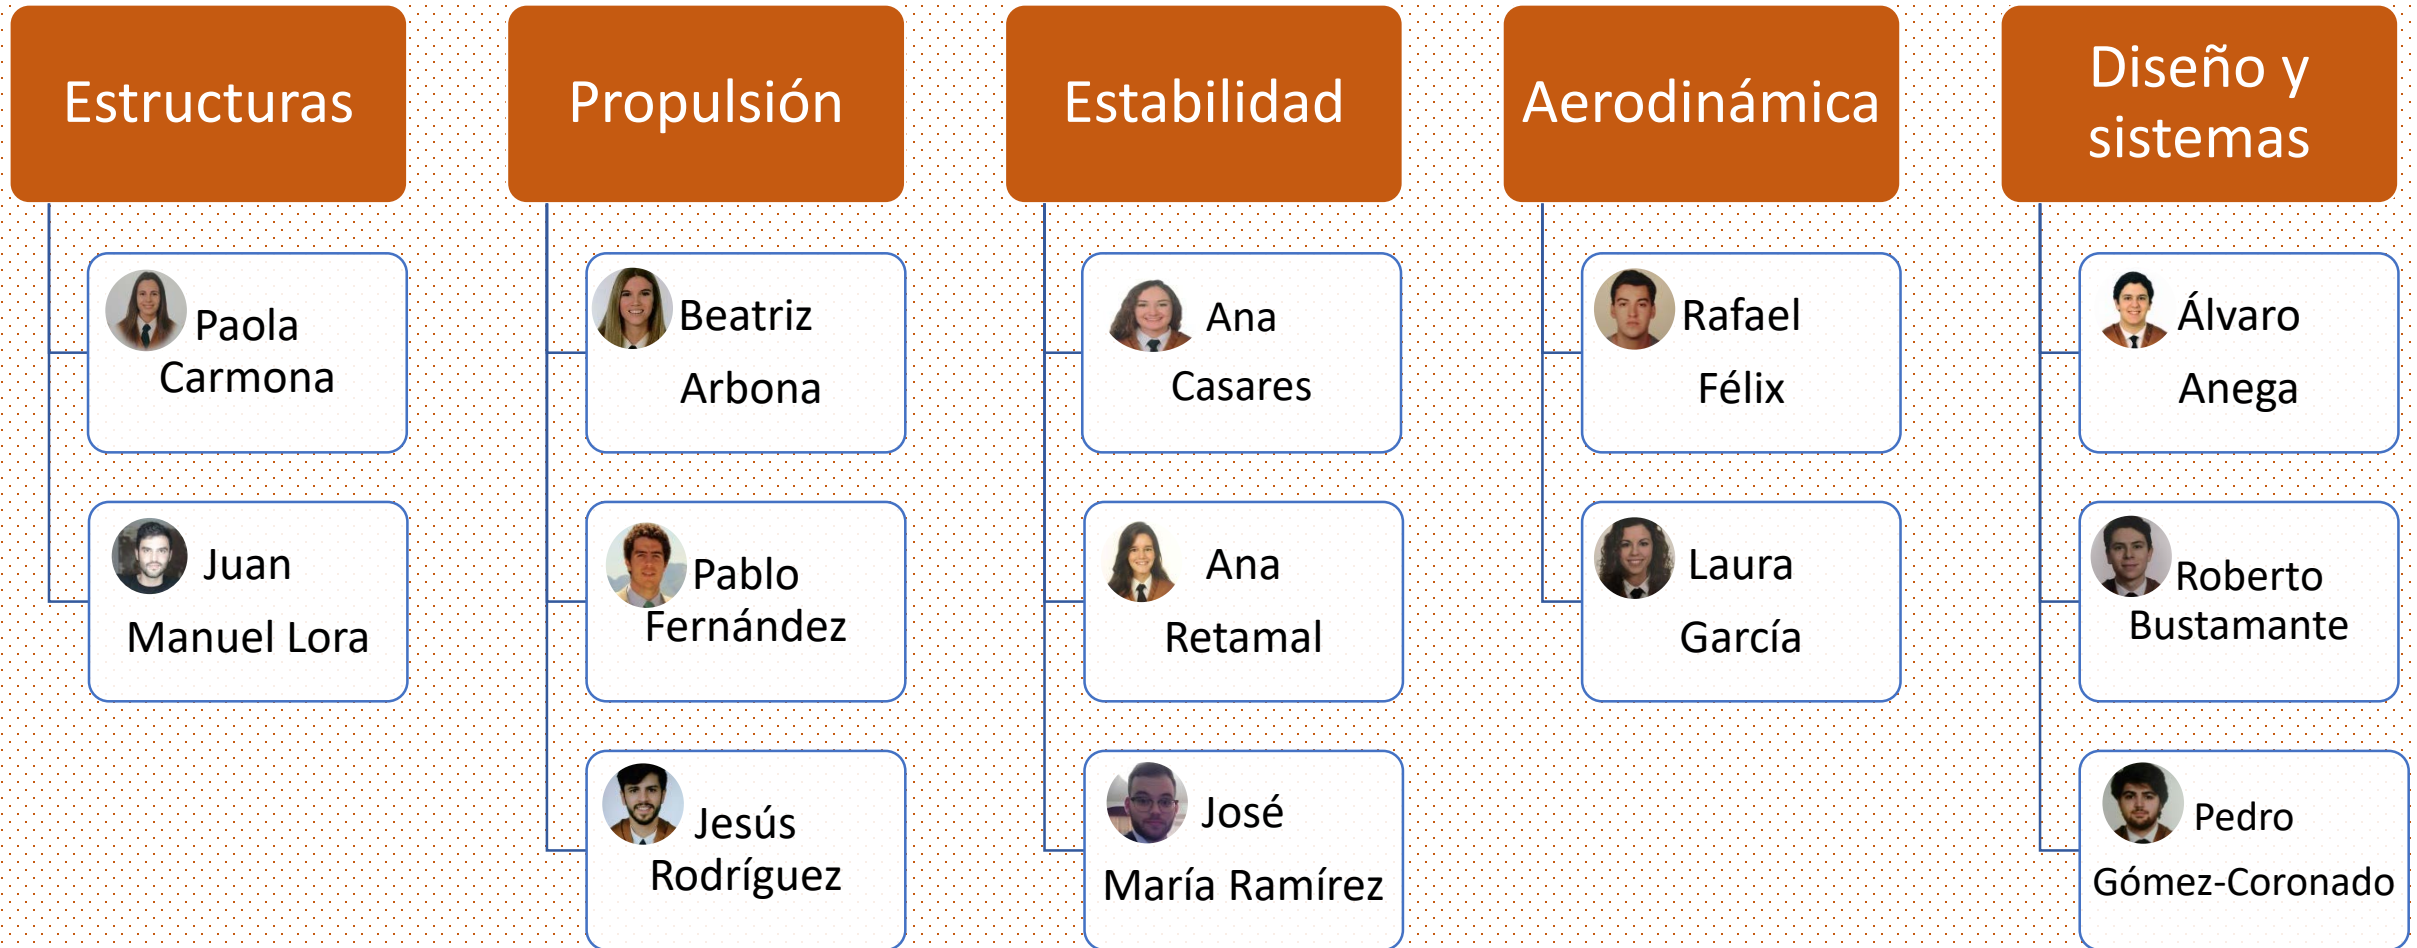 Estructuras
Paola
Carmona
Juan
Manuel Lora
Propulsión
Beatriz
Arbona
Pablo
Fernández
Jesús
Rodríguez
Estabilidad
Ana
Casares
Ana
Retamal
José
María Ramírez
Aerodinámica
Rafael
Félix
Laura
García
Diseño y
sistemas
Álvaro
Anega
Roberto
Bustamante
Pedro
Gómez-Coronado